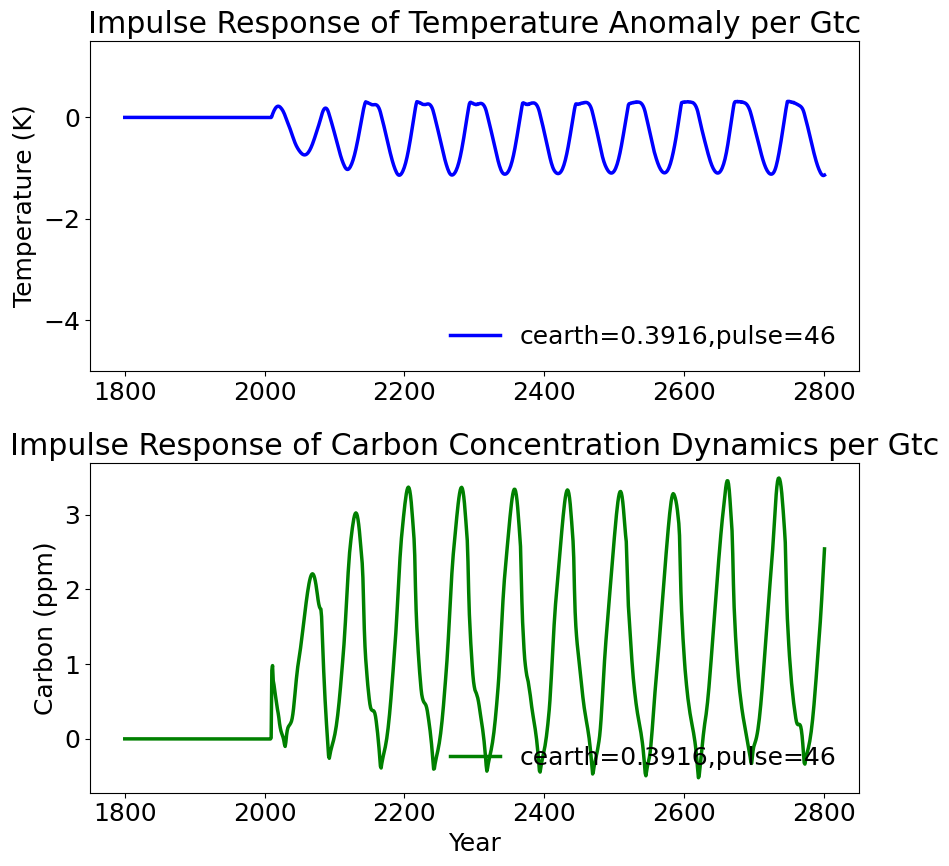 Impulse Response of Temperature Anomaly per Gtc
Temperature (K)
0
−2
−4
cearth=0.3916,pulse=46
1800 2000 2200 2400 2600 2800
Impulse Response of Carbon Concentration Dynamics per Gtc
Carbon (ppm)
3
2
1
0
cearth=0.3916,pulse=46
1800 2000 2200 2400 2600 2800
Year